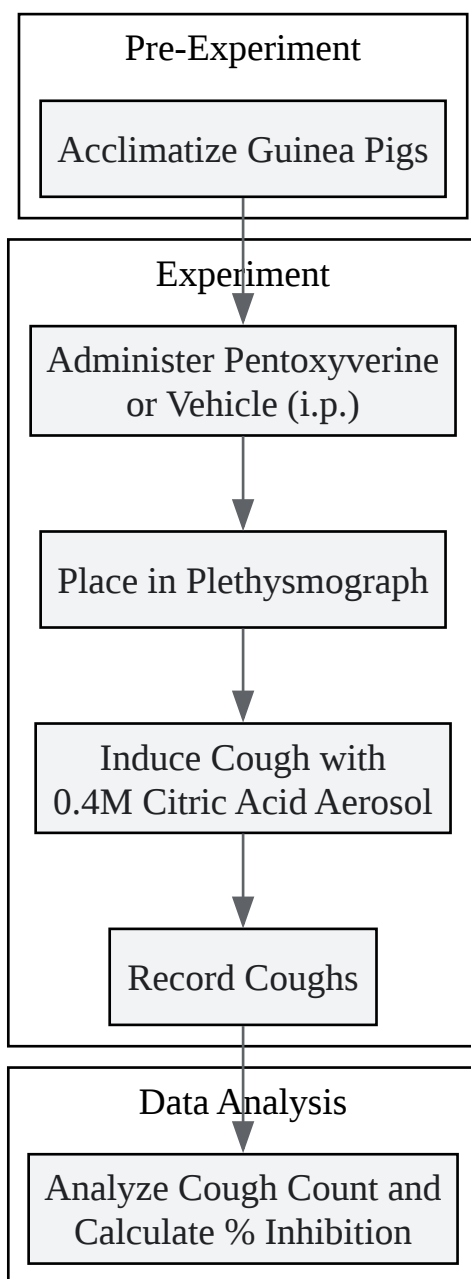 Pre-Experiment
Acclimatize Guinea Pigs
Experiment
Administer Pentoxyverine
or Vehicle (i.p.)
Place in Plethysmograph
Induce Cough with
0.4M Citric Acid Aerosol
Record Coughs
Data Analysis
Analyze Cough Count and
Calculate % Inhibition